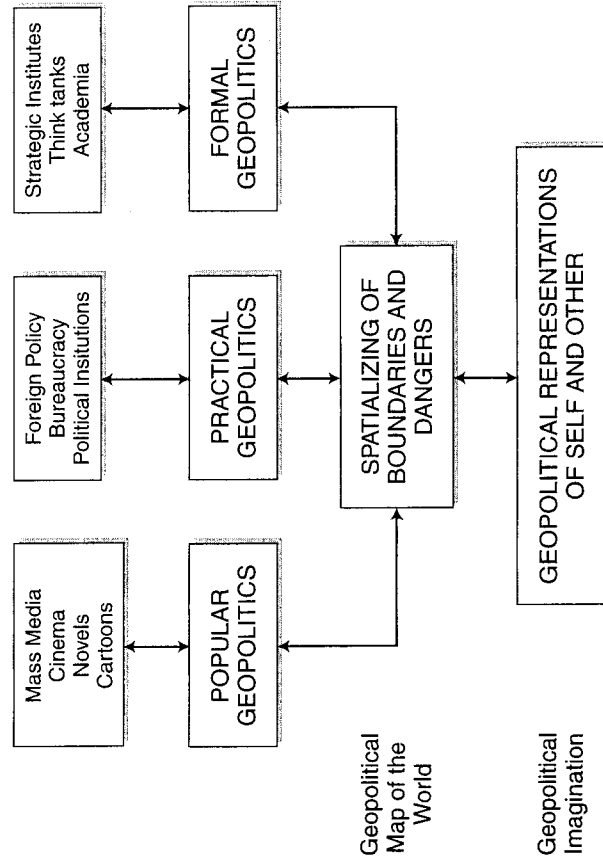 Mass Media
Cinema
Novels
Cartoons
Foreign Policy
Bureaucracy
Political Insitutions
Strategic Institutes
Think tanks
Academia
POPULAR
GEOPOLITICS
PRACTICAL
GEOPOLITICS
FORMAL
GEOPOLITICS
Geopolitical
Map of the
World
SPATIALIZING OF
BOUNDARIES AND
DANGERS
Geopolitical
Imagination
GEOPOLITICAL REPRESENTATIONS
OF SELF AND OTHER